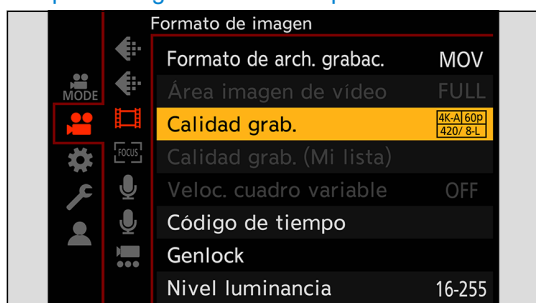 Formato de imagen
Formato de arch. grabac. MOV
MODE
Área imagen de vídeo FULL
Calidad grab. 4K-A 60p 420/ 8-L
FOCUS
Calidad grab. (Mi lista)
Veloc. cuadro variable OFF
Código de tiempo
Genlock
Nivel luminancia 16-255